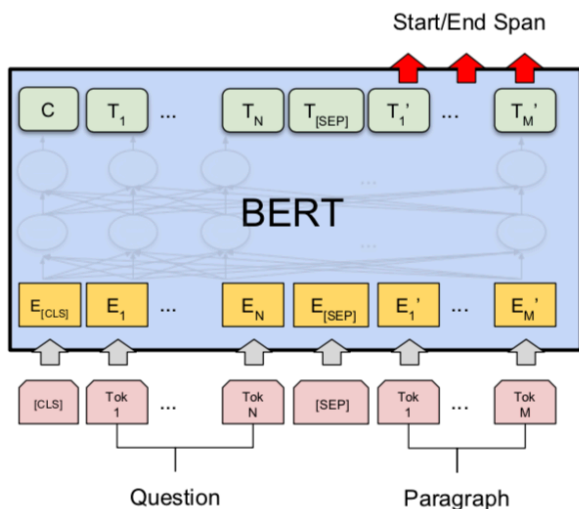 Start/End Span
C T1 ... TN T[SEP] T1' ... TM'
...
BERT
...
E[CLS] E1 ... EN E[SEP] E1' ... EM'
[CLS] Tok 1 ... Tok N [SEP] Tok 1 ... Tok M
Question Paragraph